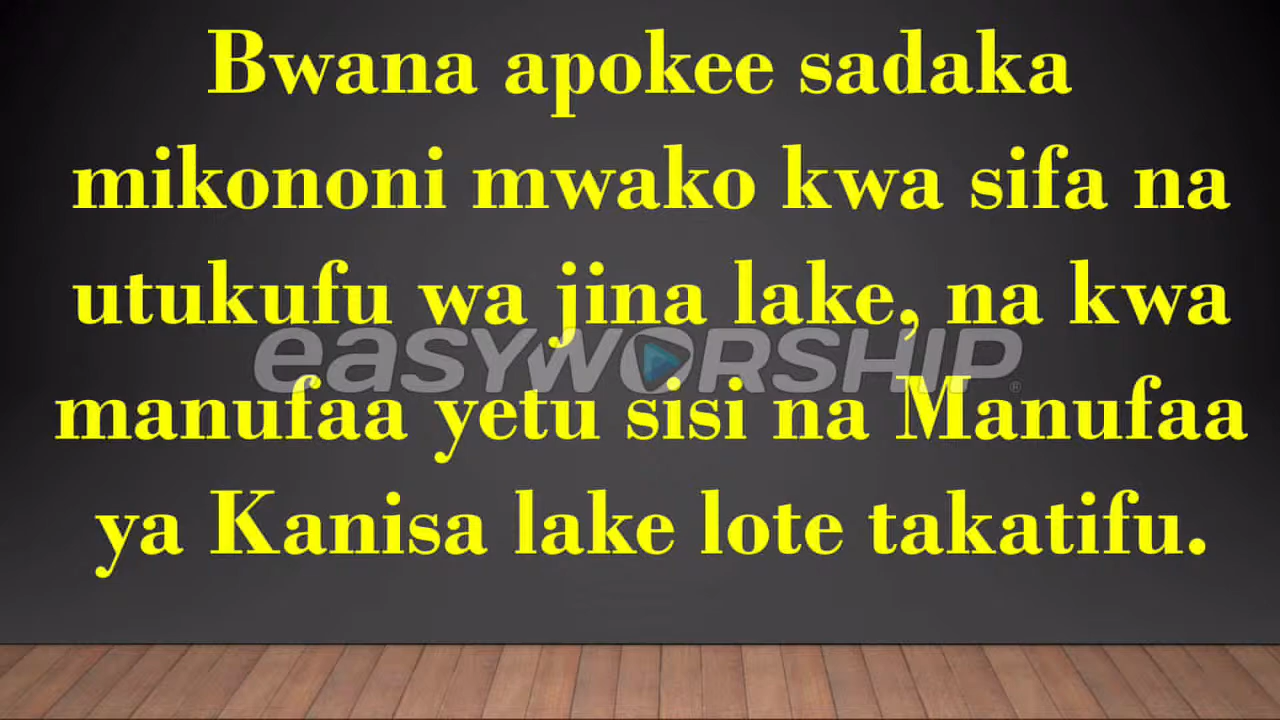 Bwana apokee sadaka
mikononi mwako kwa sifa na
utukufu wa jina lake, na kwa
easyWORSHIP®
manufaa yetu sisi na Manufaa
ya Kanisa lake lote takatifu.